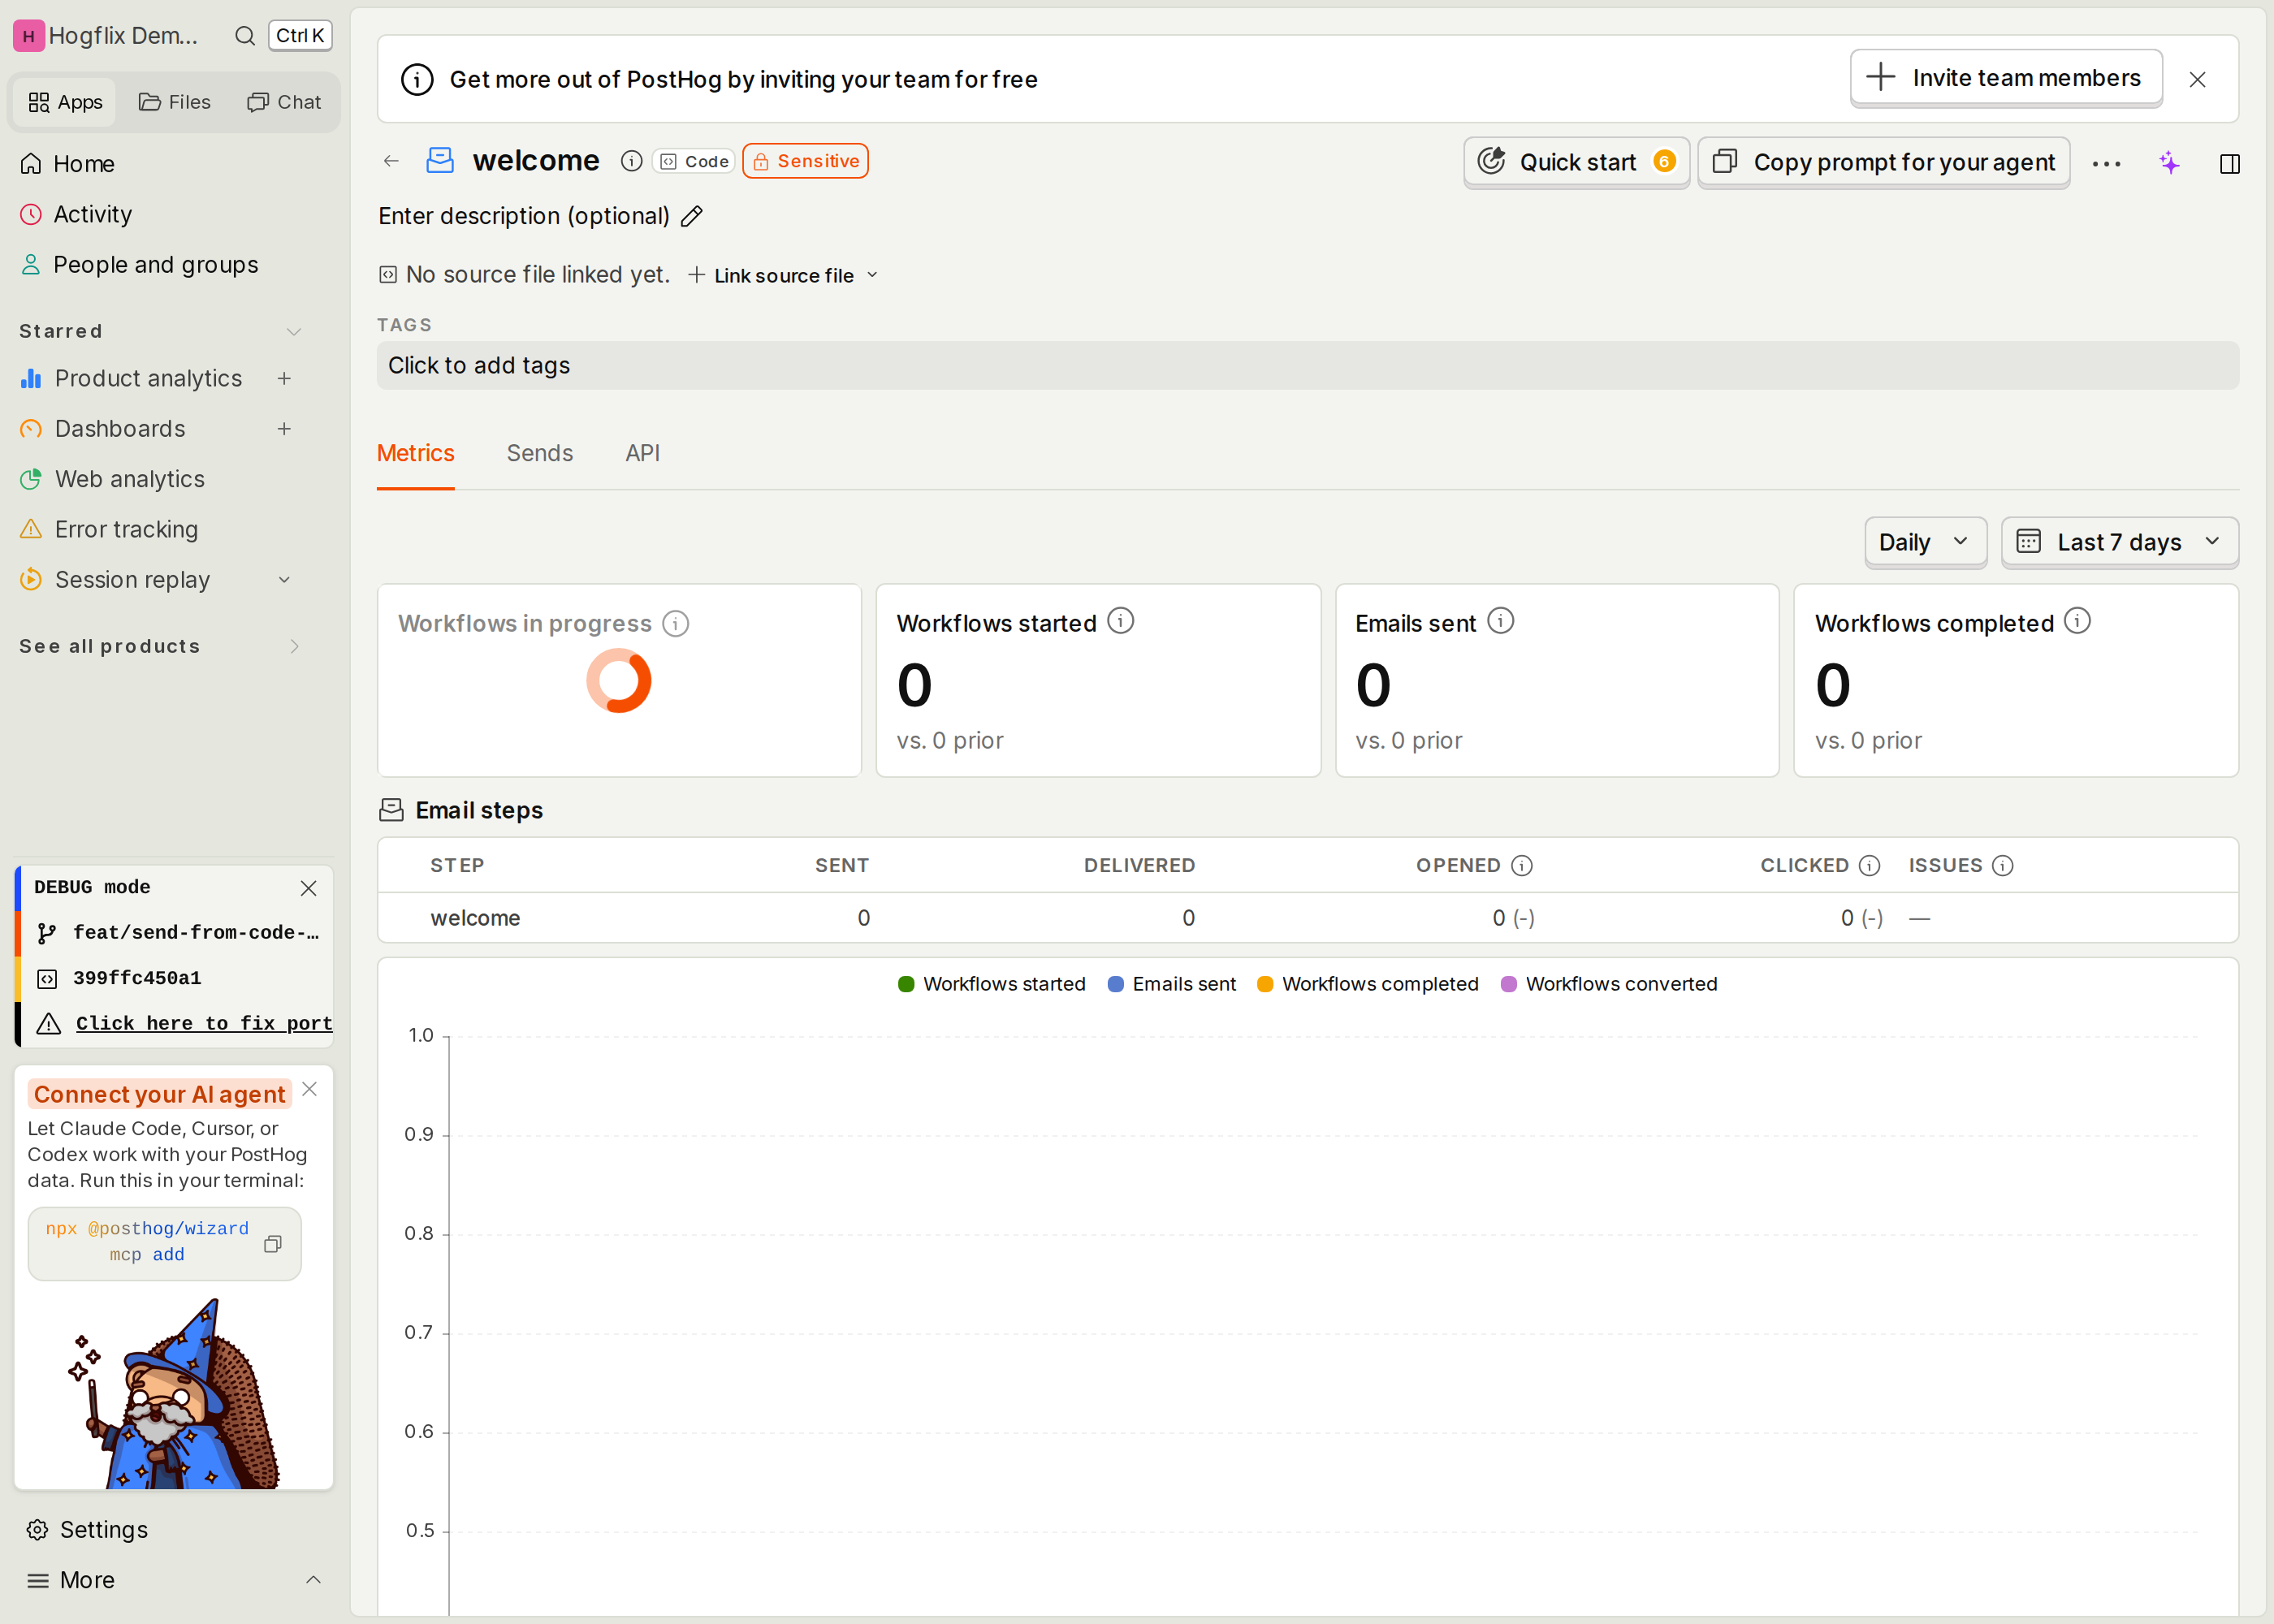 H Hogflix Dem... Ctrl K
Apps Files Chat
Home
Activity
People and groups
Starred
Product analytics
Dashboards
Web analytics
Error tracking
Session replay
See all products
DEBUG mode
feat/send-from-code-…
399ffc450a1
Click here to fix port
Connect your AI agent
Let Claude Code, Cursor, or
Codex work with your PostHog
data. Run this in your terminal:
npx @posthog/wizard
mcp add
Settings
More
Get more out of PostHog by inviting your team for free
Invite team members
welcome Code Sensitive
Quick start 6 Copy prompt for your agent
Enter description (optional)
No source file linked yet. Link source file
TAGS
Click to add tags
Metrics Sends API
Daily Last 7 days
Workflows in progress
Workflows started
0
vs. 0 prior
Emails sent
0
vs. 0 prior
Workflows completed
0
vs. 0 prior
Email steps
STEP SENT DELIVERED OPENED CLICKED ISSUES
welcome 0 0 0 (-) 0 (-) —
Workflows started Emails sent Workflows completed Workflows converted
1.0
0.9
0.8
0.7
0.6
0.5